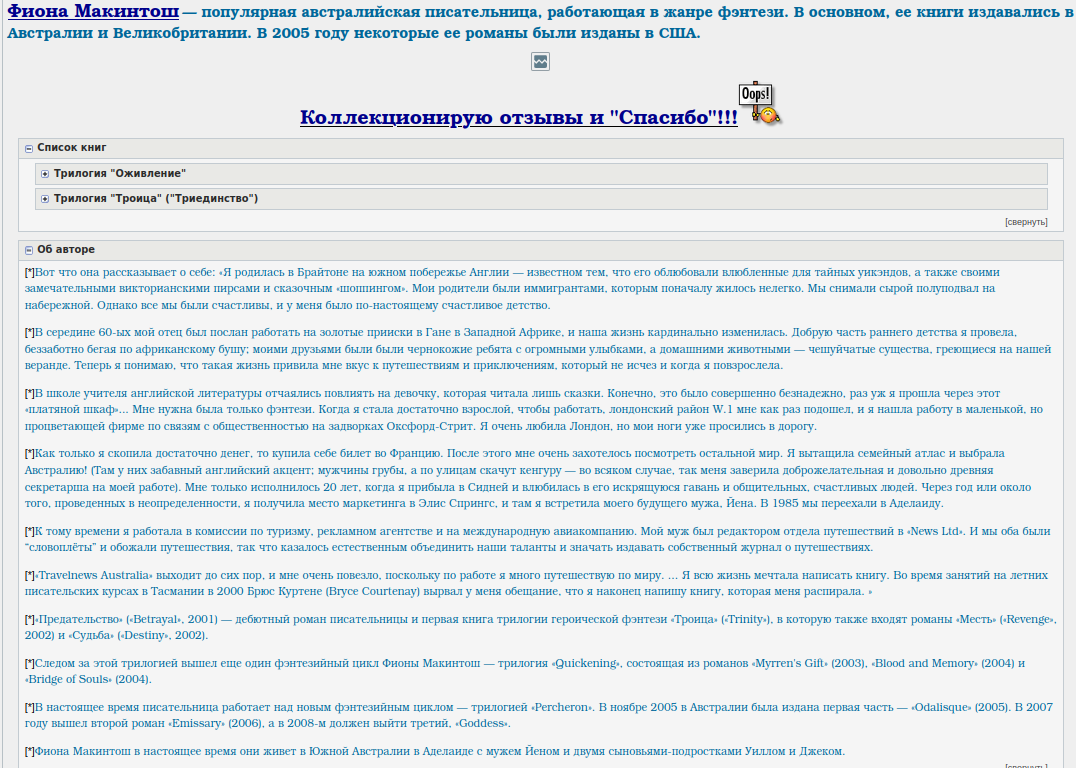 Фиона Макинтош — популярная австралийская писательница, работающая в жанре фэнтези. В основном, ее книги издавались в
Австралии и Великобритании. В 2005 году некоторые ее романы были изданы в США.
Oops!
Коллекционирую отзывы и "Спасибо"!!!
Список книг
Трилогия "Оживление"
Трилогия "Троица" ("Триединство")
[свернуть]
Об авторе
[*]Вот что она рассказывает о себе: «Я родилась в Брайтоне на южном побережье Англии — известном тем, что его облюбовали влюбленные для тайных уикэндов, а также своими
замечательными викторианскими пирсами и сказочным «шоппингом». Мои родители были иммигрантами, которым поначалу жилось нелегко. Мы снимали сырой полуподвал на
набережной. Однако все мы были счастливы, и у меня было по-настоящему счастливое детство.
[*]В середине 60-ых мой отец был послан работать на золотые прииски в Гане в Западной Африке, и наша жизнь кардинально изменилась. Добрую часть раннего детства я провела,
беззаботно бегая по африканскому бушу; моими друзьями были были чернокожие ребята с огромными улыбками, а домашними животными — чешуйчатые существа, греющиеся на нашей
веранде. Теперь я понимаю, что такая жизнь привила мне вкус к путешествиям и приключениям, который не исчез и когда я повзрослела.
[*]В школе учителя английской литературы отчаялись повлиять на девочку, которая читала лишь сказки. Конечно, это было совершенно безнадежно, раз уж я прошла через этот
«платяной шкаф»... Мне нужна была только фэнтези. Когда я стала достаточно взрослой, чтобы работать, лондонский район W.1 мне как раз подошел, и я нашла работу в маленькой, но
процветающей фирме по связям с общественностью на задворках Оксфорд-Стрит. Я очень любила Лондон, но мои ноги уже просились в дорогу.
[*]Как только я скопила достаточно денег, то купила себе билет во Францию. После этого мне очень захотелось посмотреть остальной мир. Я вытащила семейный атлас и выбрала
Австралию! (Там у них забавный английский акцент; мужчины грубы, а по улицам скачут кенгуру — во всяком случае, так меня заверила доброжелательная и довольно древняя
секретарша на моей работе). Мне только исполнилось 20 лет, когда я прибыла в Сидней и влюбилась в его искрящуюся гавань и общительных, счастливых людей. Через год или около
того, проведенных в неопределенности, я получила место маркетинга в Элис Спрингс, и там я встретила моего будущего мужа, Йена. В 1985 мы переехали в Аделаиду.
[*]К тому времени я работала в комиссии по туризму, рекламном агентстве и на международную авиакомпанию. Мой муж был редактором отдела путешествий в «News Ltd». И мы оба были
“словоплёты” и обожали путешествия, так что казалось естественным объединить наши таланты и значать издавать собственный журнал о путешествиях.
[*]«Travelnews Australia» выходит до сих пор, и мне очень повезло, поскольку по работе я много путешествую по миру. ... Я всю жизнь мечтала написать книгу. Во время занятий на летних
писательских курсах в Тасмании в 2000 Брюс Куртене (Bryce Courtenay) вырвал у меня обещание, что я наконец напишу книгу, которая меня распирала. »
[*]«Предательство» («Betrayal», 2001) — дебютный роман писательницы и первая книга трилогии героической фэнтези «Троица» («Trinity»), в которую также входят романы «Месть» («Revenge»,
2002) и «Судьба» («Destiny», 2002).
[*]Следом за этой трилогией вышел еще один фэнтезийный цикл Фионы Макинтош — трилогия «Quickening», состоящая из романов «Myrren's Gift» (2003), «Blood and Memory» (2004) и
«Bridge of Souls» (2004).
[*]В настоящее время писательница работает над новым фэнтезийным циклом — трилогией «Percheron». В ноябре 2005 в Австралии была издана первая часть — «Odalisque» (2005). В 2007
году вышел второй роман «Emissary» (2006), а в 2008-м должен выйти третий, «Goddess».
[*]Фиона Макинтош в настоящее время они живет в Южной Австралии в Аделаиде с мужем Йеном и двумя сыновьями-подростками Уиллом и Джеком.
[свернуть]